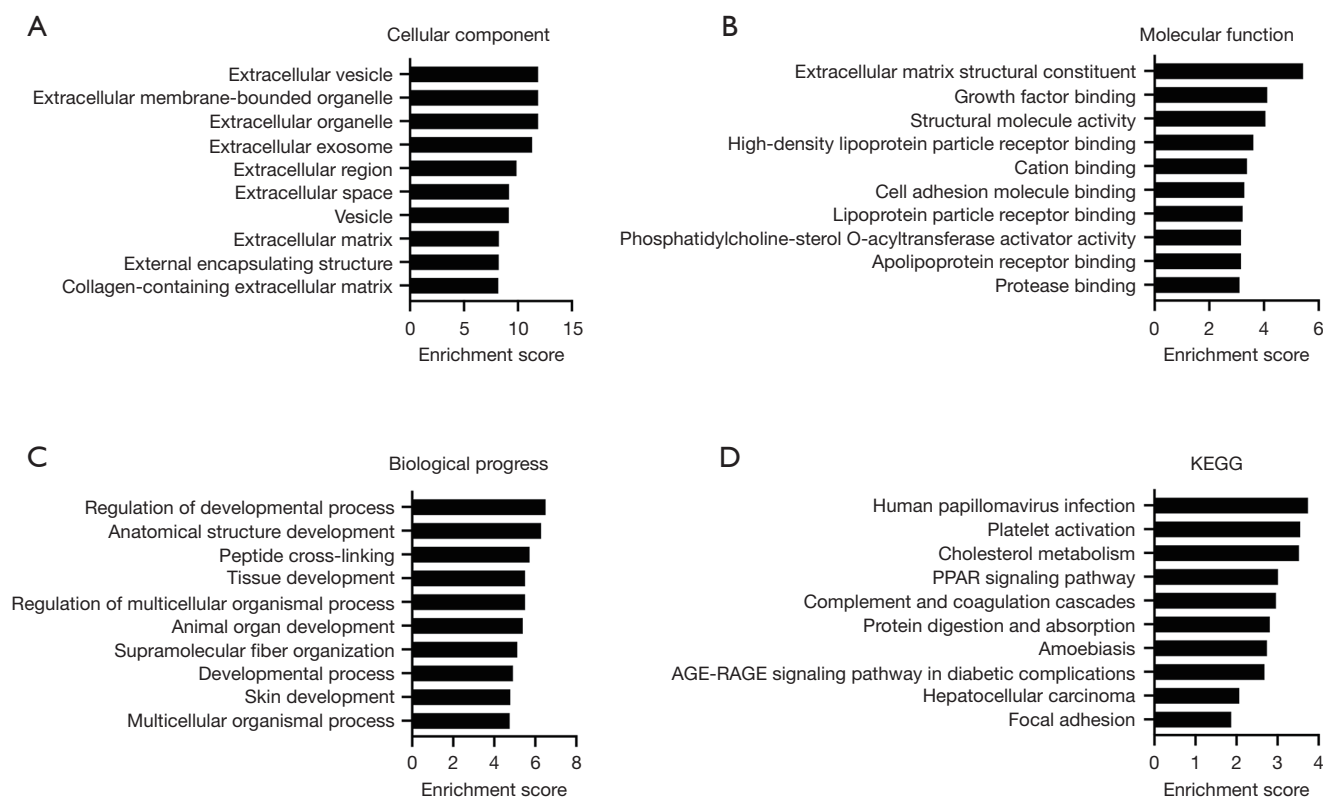 A
Cellular component
Extracellular vesicle
Extracellular membrane-bounded organelle
Extracellular organelle
Extracellular exosome
Extracellular region
Extracellular space
Vesicle
Extracellular matrix
External encapsulating structure
Collagen-containing extracellular matrix
0 5 10 15
Enrichment score
B
Molecular function
Extracellular matrix structural constituent
Growth factor binding
Structural molecule activity
High-density lipoprotein particle receptor binding
Cation binding
Cell adhesion molecule binding
Lipoprotein particle receptor binding
Phosphatidylcholine-sterol O-acyltransferase activator activity
Apolipoprotein receptor binding
Protease binding
0 2 4 6
Enrichment score
C
Biological progress
Regulation of developmental process
Anatomical structure development
Peptide cross-linking
Tissue development
Regulation of multicellular organismal process
Animal organ development
Supramolecular fiber organization
Developmental process
Skin development
Multicellular organismal process
0 2 4 6 8
Enrichment score
D
KEGG
Human papillomavirus infection
Platelet activation
Cholesterol metabolism
PPAR signaling pathway
Complement and coagulation cascades
Protein digestion and absorption
Amoebiasis
AGE-RAGE signaling pathway in diabetic complications
Hepatocellular carcinoma
Focal adhesion
0 1 2 3 4
Enrichment score